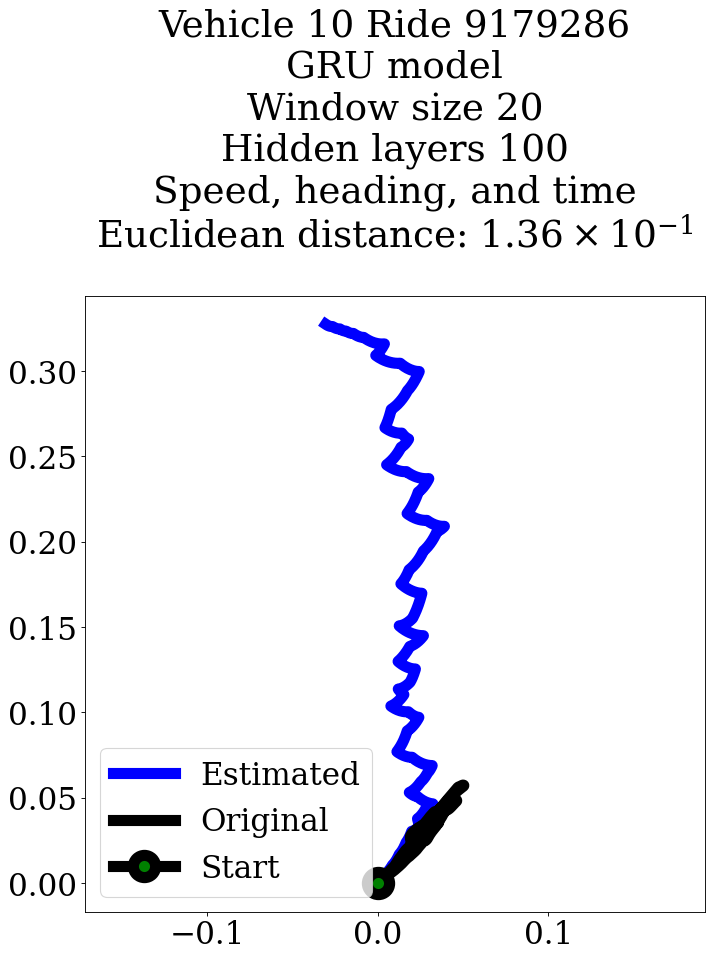 Vehicle 10 Ride 9179286
GRU model
Window size 20
Hidden layers 100
Speed, heading, and time
Euclidean distance: 1.36 × 10⁻¹
0.30
0.25
0.20
0.15
0.10
0.05
0.00
Estimated
Original
Start
−0.1
0.0
0.1